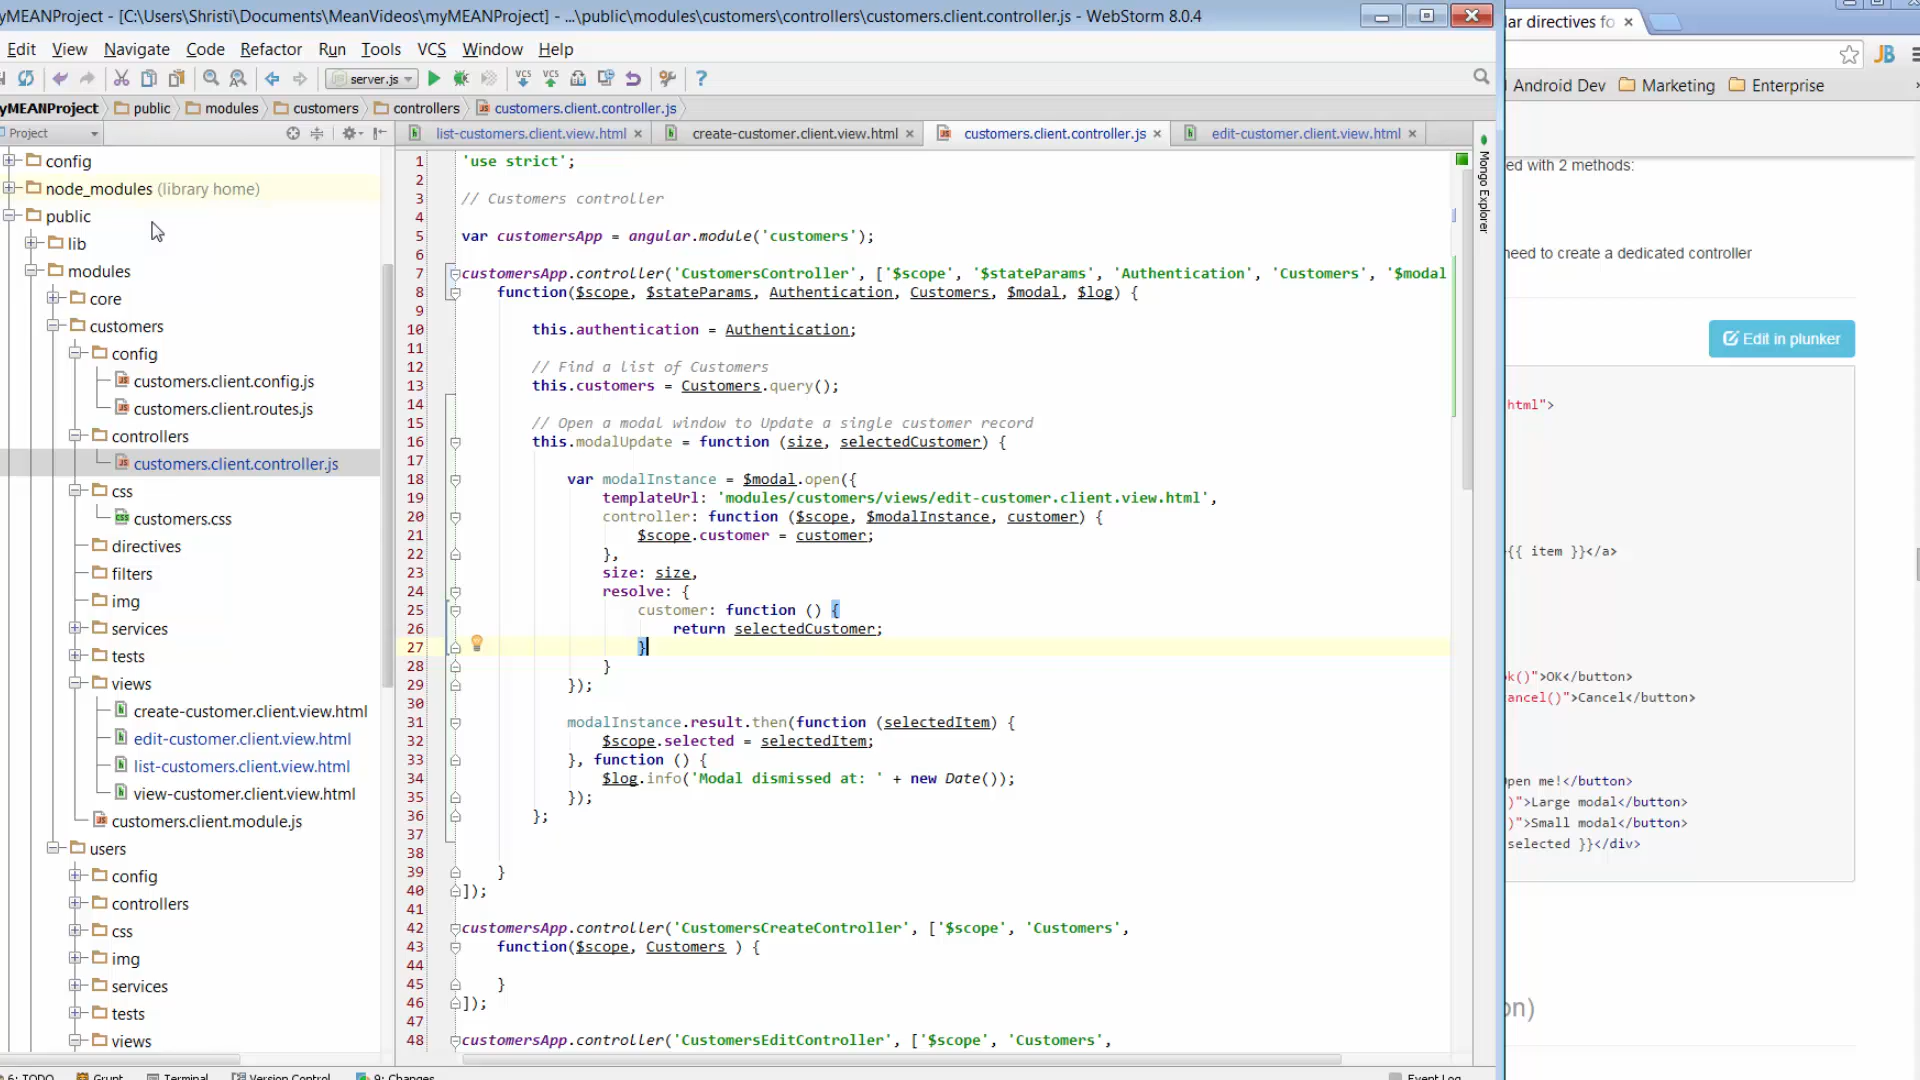 yMEANProject - [C:\Users\Shristi\Documents\MeanVideos\myMEANProject] - ...\public\modules\customers\controllers\customers.client.controller.js - WebStorm 8.0.4
Edit View Navigate Code Refactor Run Tools VCS Window Help
server.js
yMEANProject public modules customers controllers customers.client.controller.js
Project
list-customers.client.view.html create-customer.client.view.html customers.client.controller.js edit-customer.client.view.html
config
node_modules (library home)
public
lib
modules
core
customers
config
customers.client.config.js
customers.client.routes.js
controllers
customers.client.controller.js
css
customers.css
directives
filters
img
services
tests
views
create-customer.client.view.html
edit-customer.client.view.html
list-customers.client.view.html
view-customer.client.view.html
customers.client.module.js
users
config
controllers
css
img
services
tests
views
1 'use strict';
2
3 // Customers controller
4
5 var customersApp = angular.module('customers');
6
7 customersApp.controller('CustomersController', ['$scope', '$stateParams', 'Authentication', 'Customers', '$modal
8 function($scope, $stateParams, Authentication, Customers, $modal, $log) {
9
10 this.authentication = Authentication;
11
12 // Find a list of Customers
13 this.customers = Customers.query();
14
15 // Open a modal window to Update a single customer record
16 this.modalUpdate = function (size, selectedCustomer) {
17
18 var modalInstance = $modal.open({
19 templateUrl: 'modules/customers/views/edit-customer.client.view.html',
20 controller: function ($scope, $modalInstance, customer) {
21 $scope.customer = customer;
22 },
23 size: size,
24 resolve: {
25 customer: function () {
26 return selectedCustomer;
27 }
28 }
29 });
30
31 modalInstance.result.then(function (selectedItem) {
32 $scope.selected = selectedItem;
33 }, function () {
34 $log.info('Modal dismissed at: ' + new Date());
35 });
36 };
37
38
39 }
40 ]);
41
42 customersApp.controller('CustomersCreateController', ['$scope', 'Customers',
43 function($scope, Customers ) {
44
45 }
46 ]);
47
48 customersApp.controller('CustomersEditController', ['$scope', 'Customers',
Mongo Explorer
6: TODO Grunt Terminal Version Control 9: Changes Event Log
lar directives fo
JB
Android Dev Marketing Enterprise
ed with 2 methods:
need to create a dedicated controller
Edit in plunker
html">
{{ item }}</a>
k()">OK</button>
ancel()">Cancel</button>
Open me!</button>
)">Large modal</button>
)">Small modal</button>
selected }}</div>
on)